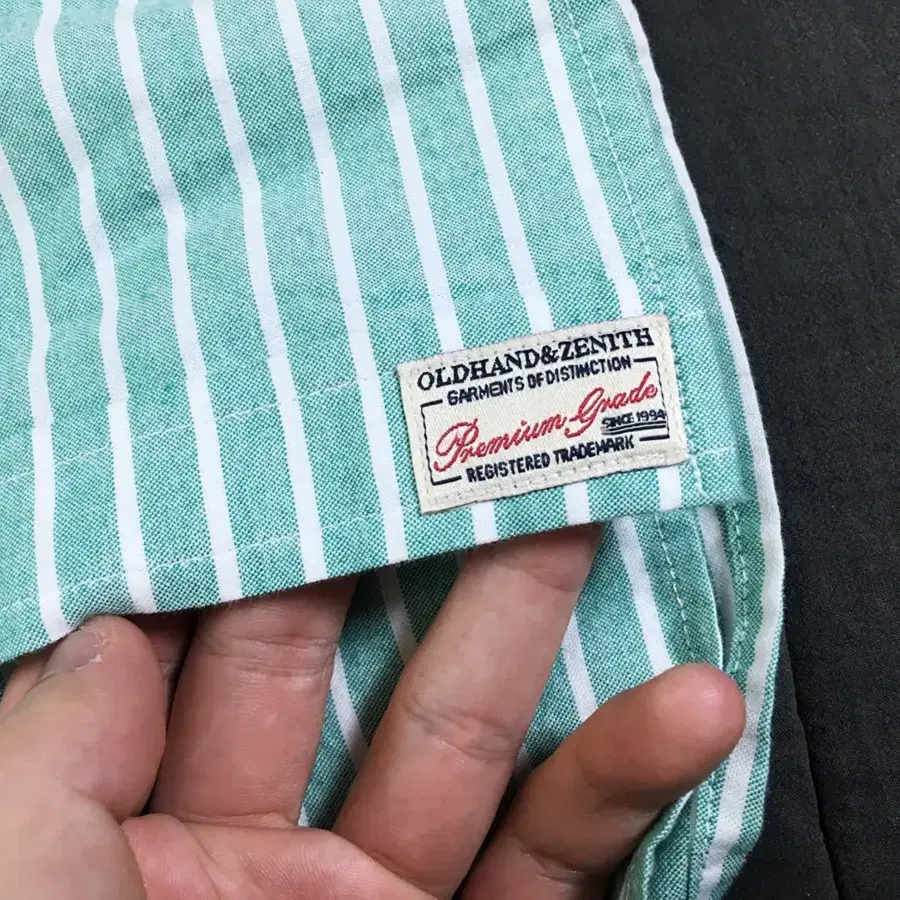 OLDHAND&ZENITH
GARMENTS OF DISTINCTION
Premium-Grade
SINCE 1994
REGISTERED TRADEMARK